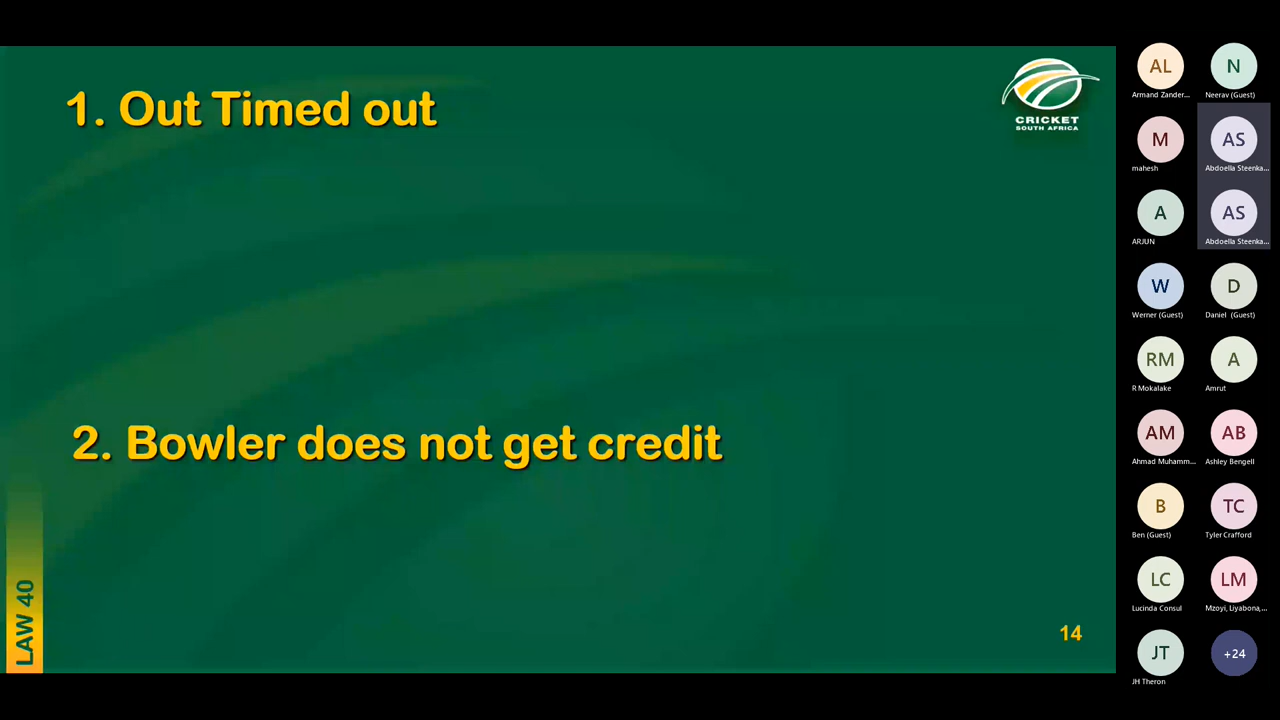 1. Out Timed out
CRICKET
SOUTH AFRICA
2. Bowler does not get credit
LAW 40
14
AL
Armand Zander...
N
Neerav (Guest)
M
mahesh
AS
Abdoella Steenka...
A
ARJUN
AS
Abdoella Steenka...
W
Werner (Guest)
D
Daniel (Guest)
RM
R Mokalake
A
Amrut
AM
Ahmad Muhamm...
AB
Ashley Bengell
B
Ben (Guest)
TC
Tyler Crafford
LC
Lucinda Consul
LM
Mzoyi, Liyabona,...
JT
JH Theron
+24